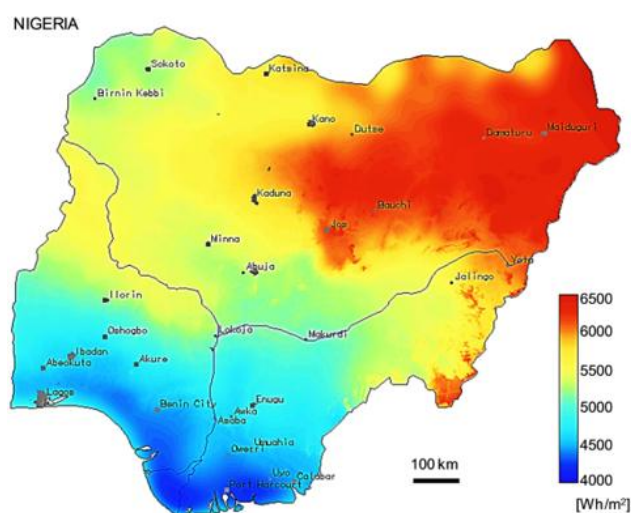 NIGERIA
Sokoto
Katsina
Birnin Kebbi
Kano
Dutse
Damaturu
Maiduguri
Kaduna
Bauchi
Jos
Minna
Abuja
Yola
Jalingo
Ilorin
Lokoja
Makurdi
Oshogbo
Ibadan
Abeokuta
Akure
Lagos
Benin City
Enugu
Awka
Asaba
Umuahia
Owerri
Uyo
Calabar
Port Harcourt
100 km
6500
6000
5500
5000
4500
4000
[Wh/m²]